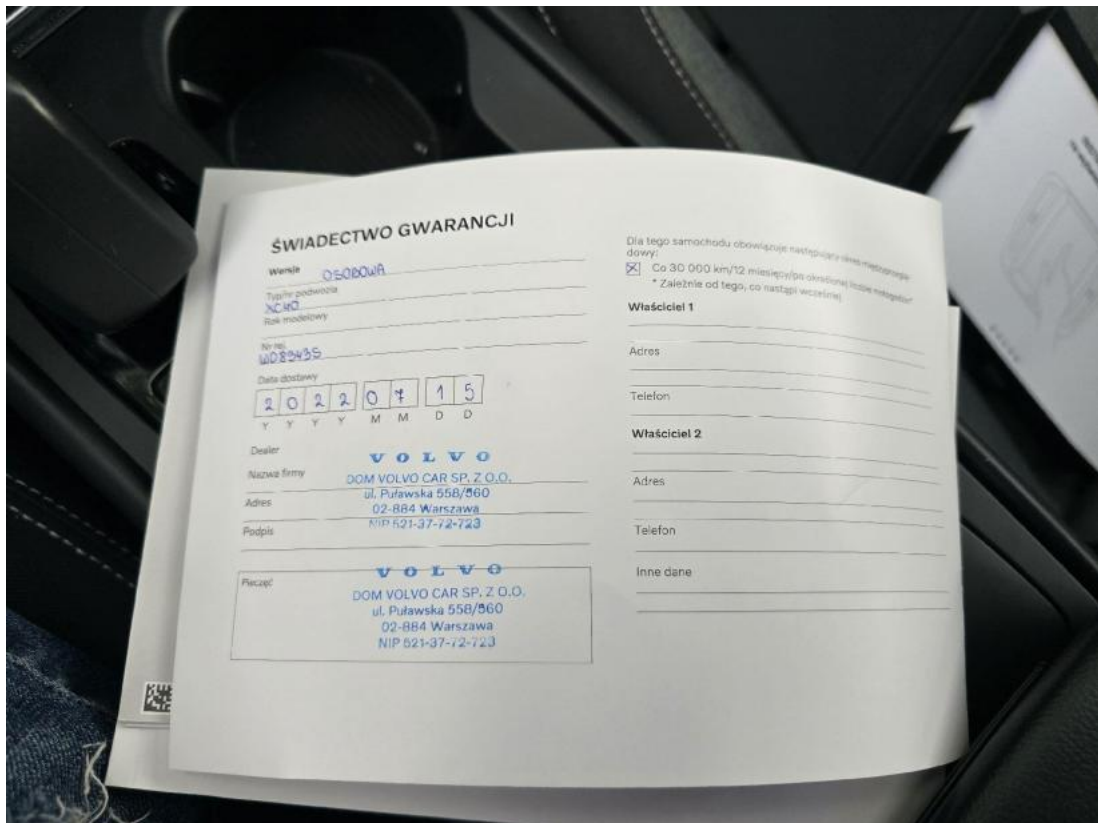 ŚWIADECTWO GWARANCJI
Wersja OSOBOWA
Typ/nr podwozia
XC40
Rok modelowy
Nr rej.
WD8943S
Data dostawy
2 0 2 2 0 7 1 5
Y Y Y Y M M D D
Dealer
VOLVO
Nazwa firmy
DOM VOLVO CAR SP. Z O.O.
ul. Puławska 558/560
Adres
02-884 Warszawa
NIP 521-37-72-723
Podpis
Pieczęć
VOLVO
DOM VOLVO CAR SP. Z O.O.
ul. Puławska 558/560
02-884 Warszawa
NIP 521-37-72-723
Dla tego samochodu obowiązuje następujący okres
dowy:
Co 30 000 km/12 miesięcy/po określonej liczbie
* Zależnie od tego, co nastąpi wcześniej
Właściciel 1
Adres
Telefon
Właściciel 2
Adres
Telefon
Inne dane